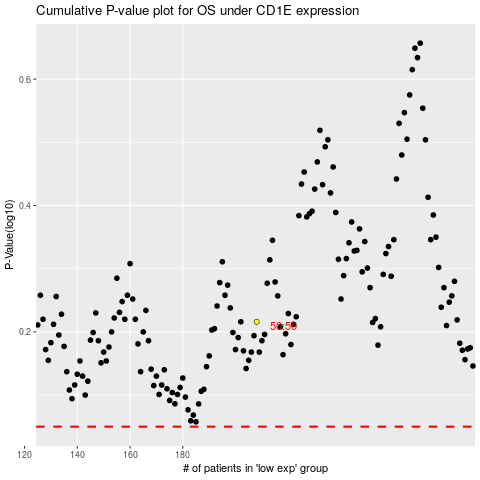 Cumulative P-value plot for OS under CD1E expression
P-Value(log10)
0.6
0.4
0.2
50:50
120 140 160 180
# of patients in 'low exp' group